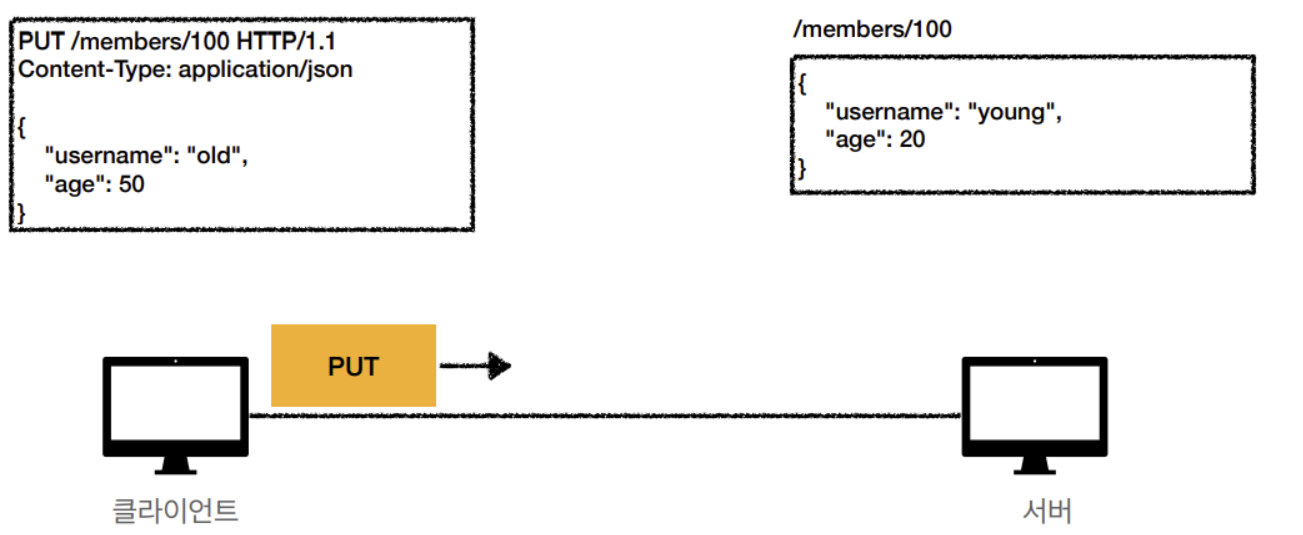 PUT /members/100 HTTP/1.1
Content-Type: application/json
{
"username": "old",
"age": 50
}
/members/100
{
"username": "young",
"age": 20
}
PUT
클라이언트
서버